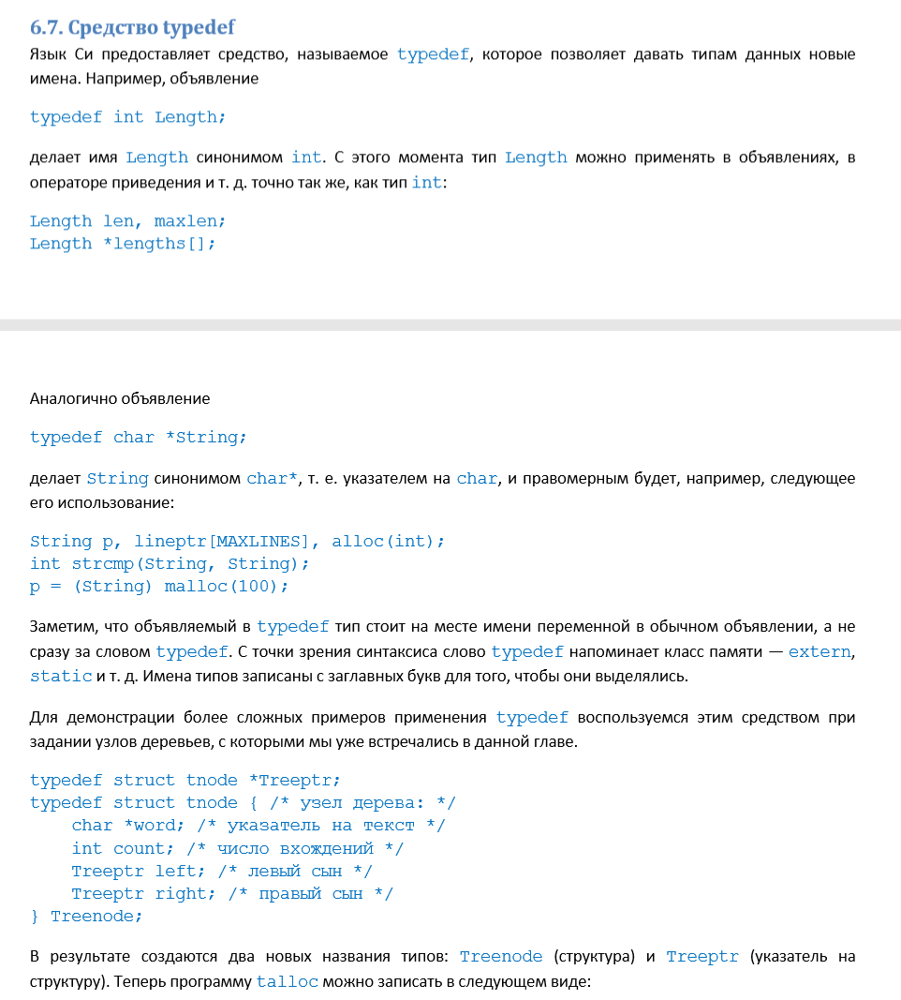 6.7. Средство typedef
Язык Си предоставляет средство, называемое typedef, которое позволяет давать типам данных новые
имена. Например, объявление
typedef int Length;
делает имя Length синонимом int. С этого момента тип Length можно применять в объявлениях, в
операторе приведения и т. д. точно так же, как тип int:
Length len, maxlen;
Length *lengths[];
Аналогично объявление
typedef char *String;
делает String синонимом char*, т. е. указателем на char, и правомерным будет, например, следующее
его использование:
String p, lineptr[MAXLINES], alloc(int);
int strcmp(String, String);
p = (String) malloc(100);
Заметим, что объявляемый в typedef тип стоит на месте имени переменной в обычном объявлении, а не
сразу за словом typedef. С точки зрения синтаксиса слово typedef напоминает класс памяти — extern,
static и т. д. Имена типов записаны с заглавных букв для того, чтобы они выделялись.
Для демонстрации более сложных примеров применения typedef воспользуемся этим средством при
задании узлов деревьев, с которыми мы уже встречались в данной главе.
typedef struct tnode *Treeptr;
typedef struct tnode { /* узел дерева: */
    char *word; /* указатель на текст */
    int count; /* число вхождений */
    Treeptr left; /* левый сын */
    Treeptr right; /* правый сын */
} Treenode;
В результате создаются два новых названия типов: Treenode (структура) и Treeptr (указатель на
структуру). Теперь программу talloc можно записать в следующем виде: